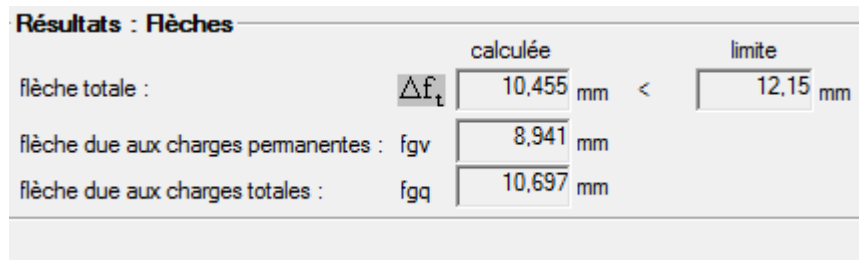 Résultats : Flèches
calculée limite
flèche totale : Δft 10,455 mm < 12,15 mm
flèche due aux charges permanentes : fgv 8,941 mm
flèche due aux charges totales : fgq 10,697 mm